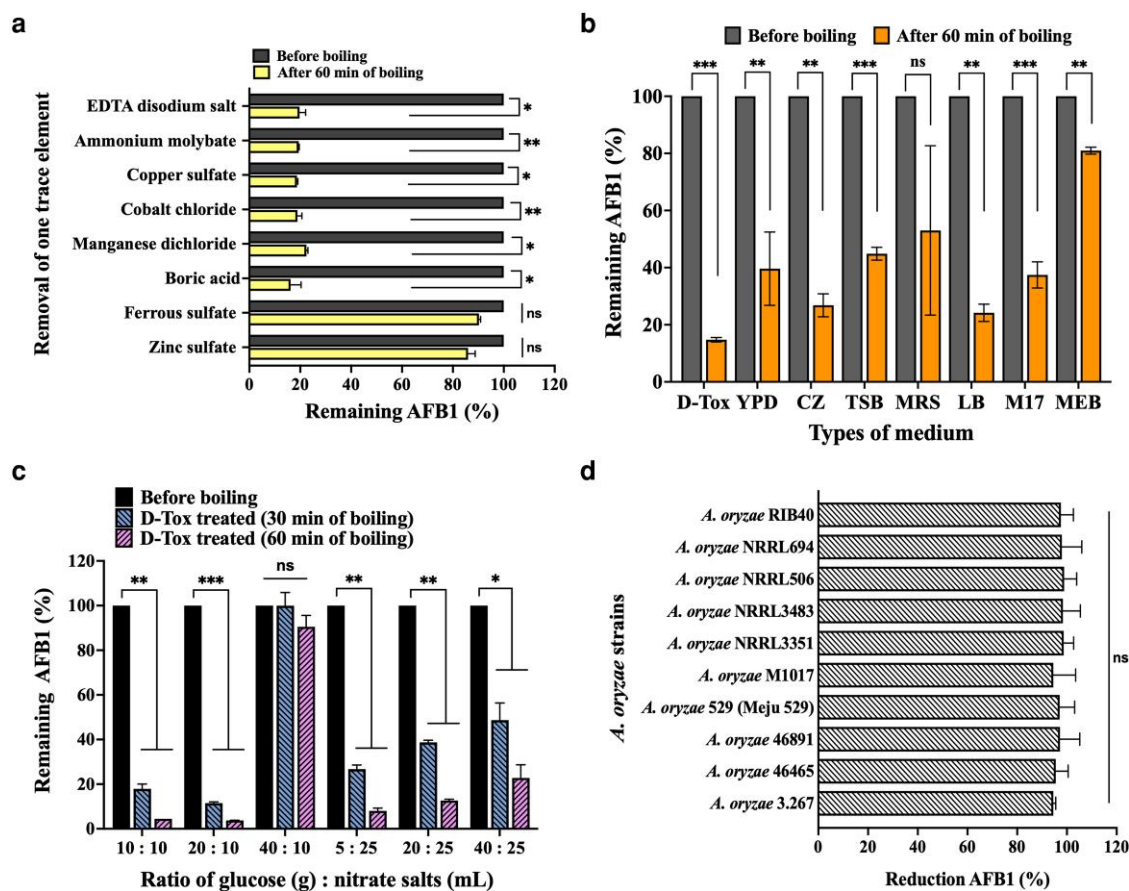 a
Before boiling
After 60 min of boiling
Removal of one trace element
EDTA disodium salt
*
Ammonium molybate
**
Copper sulfate
*
Cobalt chloride
**
Manganese dichloride
*
Boric acid
*
Ferrous sulfate
ns
Zinc sulfate
ns
0 20 40 60 80 100 120
Remaining AFB1 (%)
b
Before boiling After 60 min of boiling
*** ** ** *** ns ** *** **
Remaining AFB1 (%)
100
80
60
40
20
0
D-Tox YPD CZ TSB MRS LB M17 MEB
Types of medium
c
Before boiling
D-Tox treated (30 min of boiling)
D-Tox treated (60 min of boiling)
Remaining AFB1 (%)
120
100
80
60
40
20
0
** *** ns ** ** *
10 : 10 20 : 10 40 : 10 5 : 25 20 : 25 40 : 25
Ratio of glucose (g) : nitrate salts (mL)
d
A. oryzae strains
A. oryzae RIB40
A. oryzae NRRL694
A. oryzae NRRL506
A. oryzae NRRL3483
A. oryzae NRRL3351
A. oryzae M1017
A. oryzae 529 (Meju 529)
A. oryzae 46891
A. oryzae 46465
A. oryzae 3.267
ns
0 20 40 60 80 100 120
Reduction AFB1 (%)